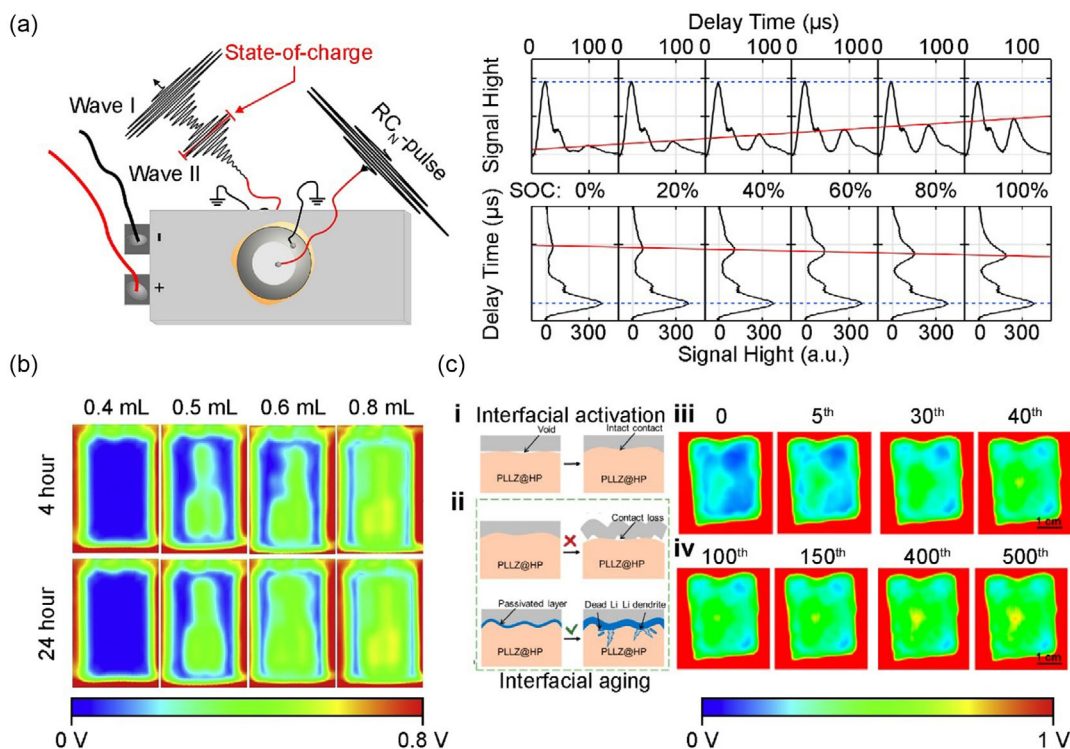 (a)
State-of-charge
Wave I
Wave II
RC_N-pulse
-
+
Delay Time (µs)
0 100 0 100 0 100 0 1000 100 0 100
Signal Hight
SOC: 0% 20% 40% 60% 80% 100%
Delay Time (µs)
0 300 0 300 0 300 0 300 0 300 0 300
Signal Hight (a.u.)
(b)
0.4 mL 0.5 mL 0.6 mL 0.8 mL
4 hour
24 hour
0 V 0.8 V
(c)
i Interfacial activation
Void
Intact contact
PLLZ@HP
PLLZ@HP
ii
Contact loss
PLLZ@HP
PLLZ@HP
Passivated layer
Dead Li Li dendrite
PLLZ@HP
PLLZ@HP
Interfacial aging
iii 0 5th 30th 40th
1 cm
iv 100th 150th 400th 500th
1 cm
0 V 1 V